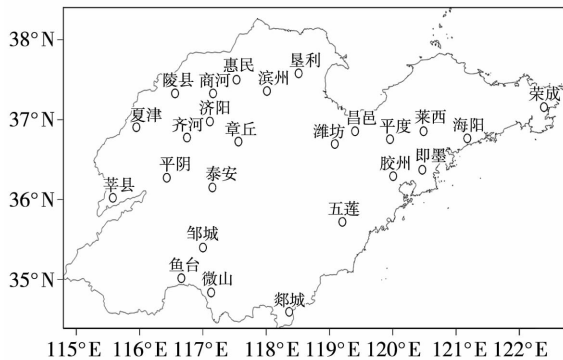 38°N
37°N
36°N
35°N
垦利
惠民
滨州
陵县 商河
荣成
济阳
夏津
齐河
章丘
昌邑
潍坊
平度
莱西
海阳
平阴
泰安
胶州
即墨
莘县
五莲
邹城
鱼台
微山
郯城
115°E 116°E 117°E 118°E 119°E 120°E 121°E 122°E